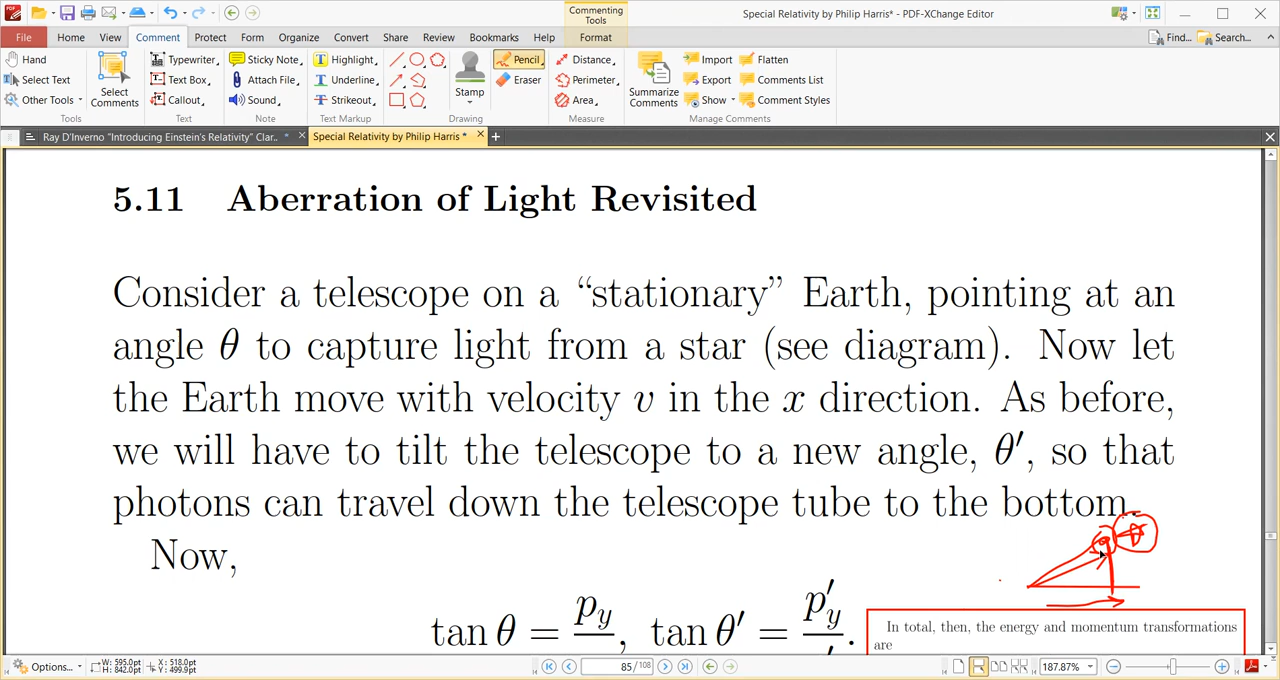 Commenting Tools
Special Relativity by Philip Harris* - PDF-XChange Editor
File Home View Comment Protect Form Organize Convert Share Review Bookmarks Help Format Find... Search...
Hand
Select Text
Other Tools
Tools
Select Comments
Typewriter
Text Box
Callout
Text
Sticky Note
Attach File
Sound
Note
Highlight
Underline
Strikeout
Text Markup
Pencil
Eraser
Drawing
Stamp
Distance
Perimeter
Area
Measure
Summarize Comments
Import
Export
Show
Flatten
Comments List
Comment Styles
Manage Comments
Ray D'Inverno "Introducing Einstein's Relativity" Clar.. *
Special Relativity by Philip Harris *
5.11 Aberration of Light Revisited
Consider a telescope on a “stationary” Earth, pointing at an
angle θ to capture light from a star (see diagram). Now let
the Earth move with velocity v in the x direction. As before,
we will have to tilt the telescope to a new angle, θ′, so that
photons can travel down the telescope tube to the bottom.
Now,
tan θ = p_y, tan θ′ = p′_y.
In total, then, the energy and momentum transformations
are
Options...
W: 595.0pt
H: 842.0pt
X: 518.0pt
Y: 499.9pt
85 / 108
187.87%